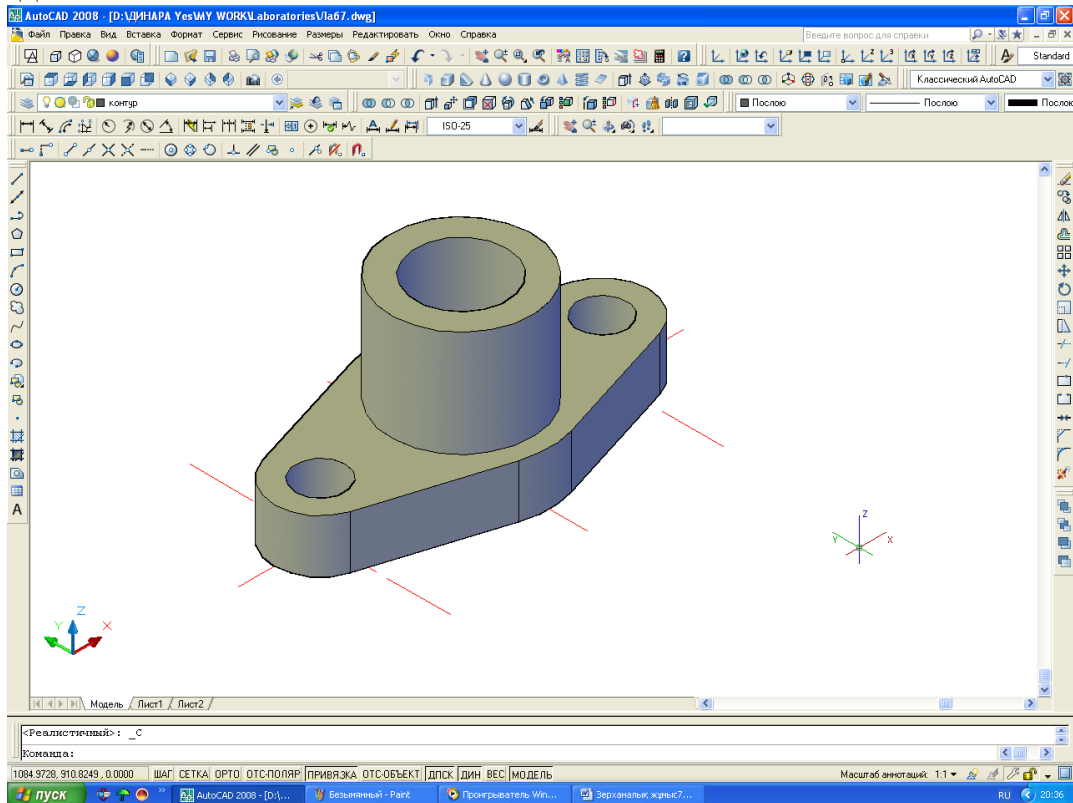 AutoCAD 2008 - [D:\ДИНАРА Yes\MY WORK\Laboratories\Ла67.dwg]
Файл Правка Вид Вставка Формат Сервис Рисование Размеры Редактировать Окно Справка
Введите вопрос для справки
Standard
Классический AutoCAD
контур
Послою
Послою
Послою
ISO-25
A
Z
Y
X
Z
Y
X
Модель
Лист1
Лист2
<Реалистичный>: _C
Команда:
1084.9728, 910.8249 , 0.0000 ШАГ СЕТКА ОРТО ОТС-ПОЛЯР ПРИВЯЗКА ОТС-ОБЪЕКТ ДПСК ДИН ВЕС МОДЕЛЬ Масштаб аннотаций: 1:1
пуск
AutoCAD 2008 - [D:\...
Безымянный - Paint
Проигрыватель Win...
Зерханалық жұмыс7...
RU
20:36